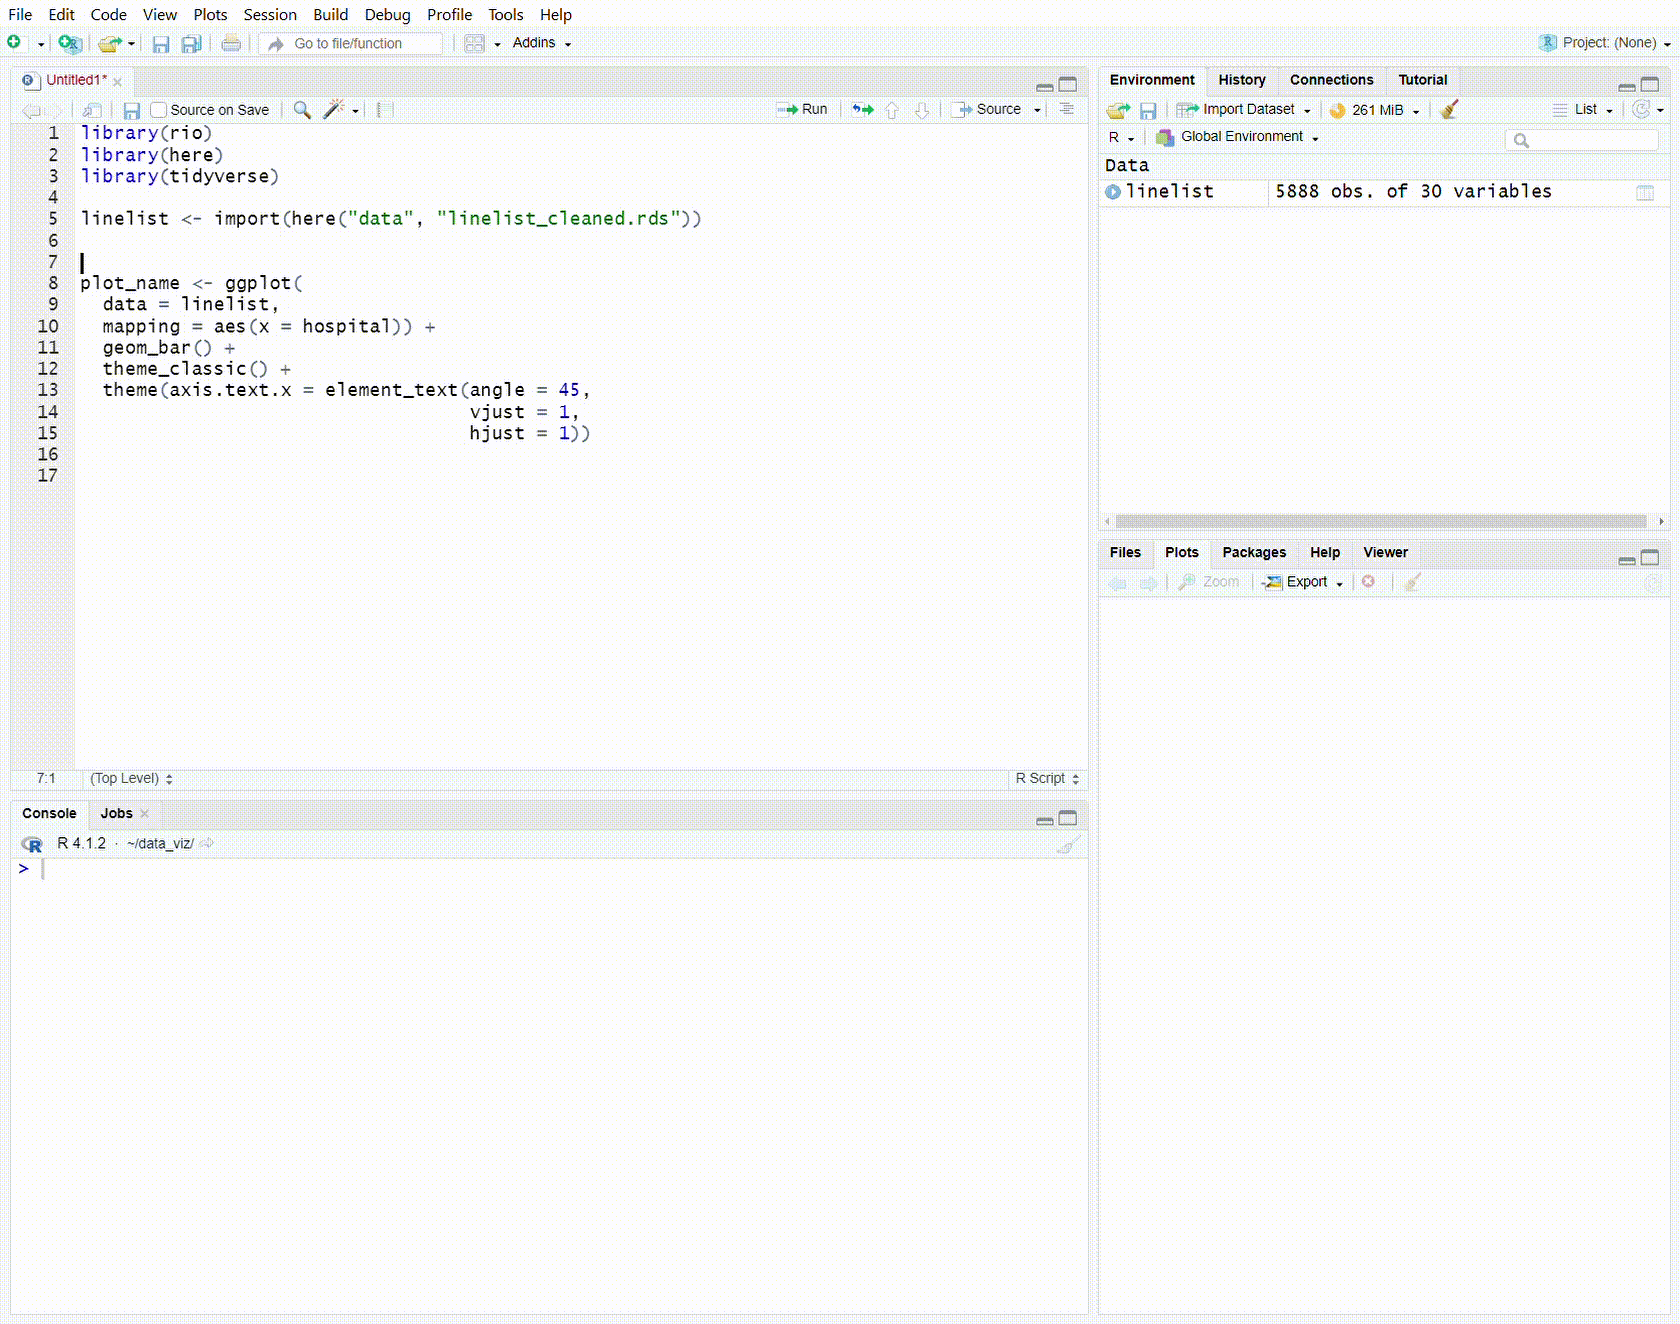 File Edit Code View Plots Session Build Debug Profile Tools Help
Go to file/function Addins Project: (None)
Untitled1*
Source on Save Run Source
1 library(rio)
2 library(here)
3 library(tidyverse)
4
5 linelist <- import(here("data", "linelist_cleaned.rds"))
6
7
8 plot_name <- ggplot(
9   data = linelist,
10   mapping = aes(x = hospital)) +
11   geom_bar() +
12   theme_classic() +
13   theme(axis.text.x = element_text(angle = 45,
14                                    vjust = 1,
15                                    hjust = 1))
16
17
7:1 (Top Level) R Script
Console Jobs
R 4.1.2 · ~/data_viz/
>
Environment History Connections Tutorial
Import Dataset 261 MiB List
R Global Environment
Data
linelist 5888 obs. of 30 variables
Files Plots Packages Help Viewer
Zoom Export